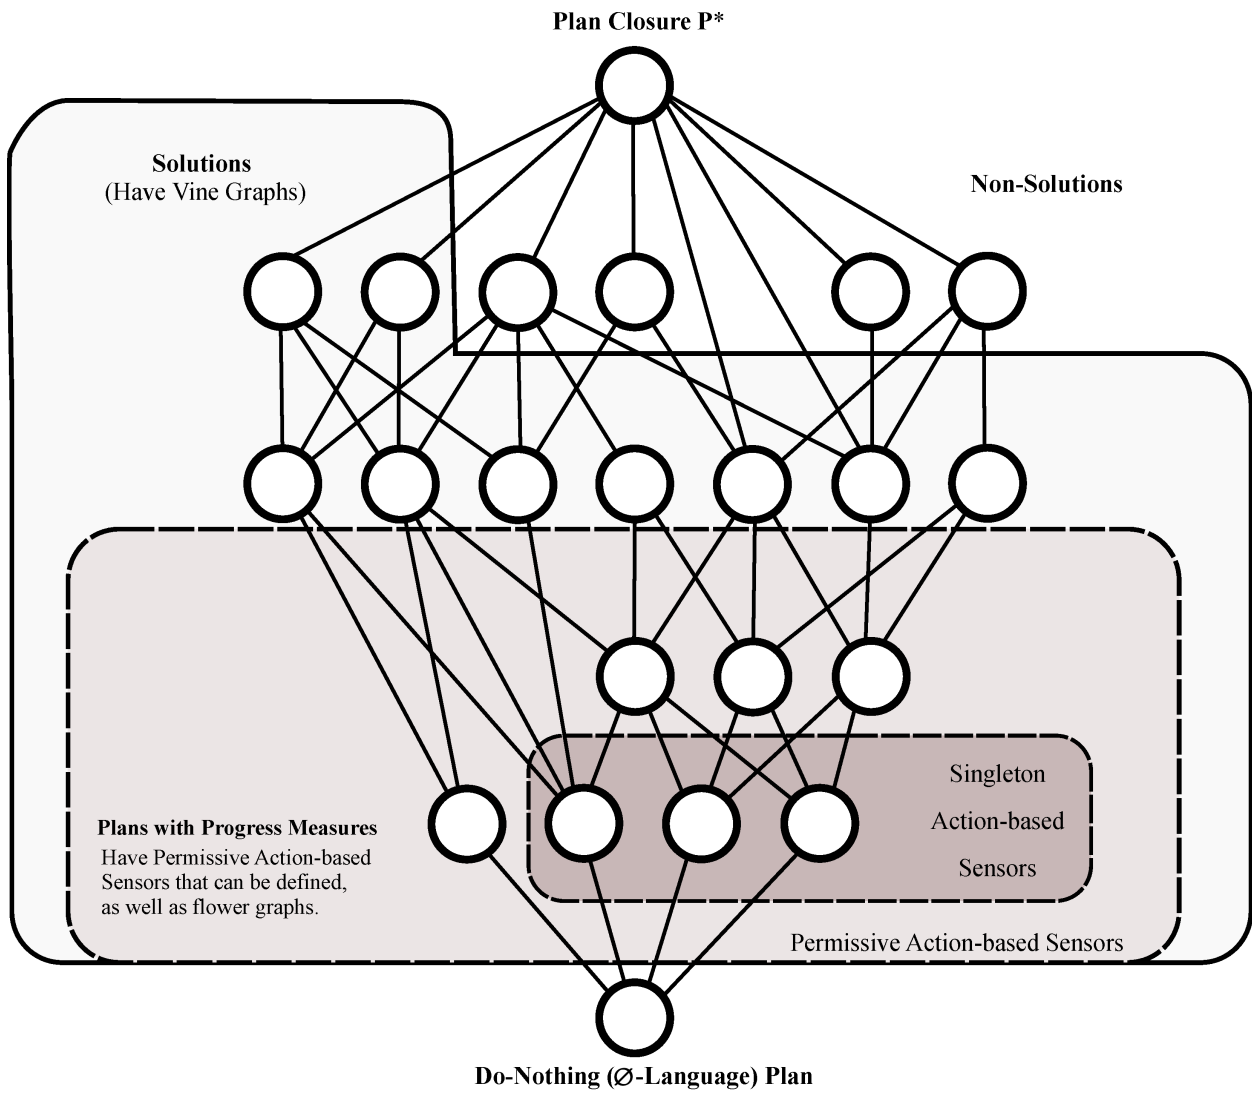 Plan Closure P*
Solutions
(Have Vine Graphs)
Non-Solutions
Singleton
Action-based
Sensors
Plans with Progress Measures
Have Permissive Action-based
Sensors that can be defined,
as well as flower graphs.
Permissive Action-based Sensors
Do-Nothing (∅-Language) Plan